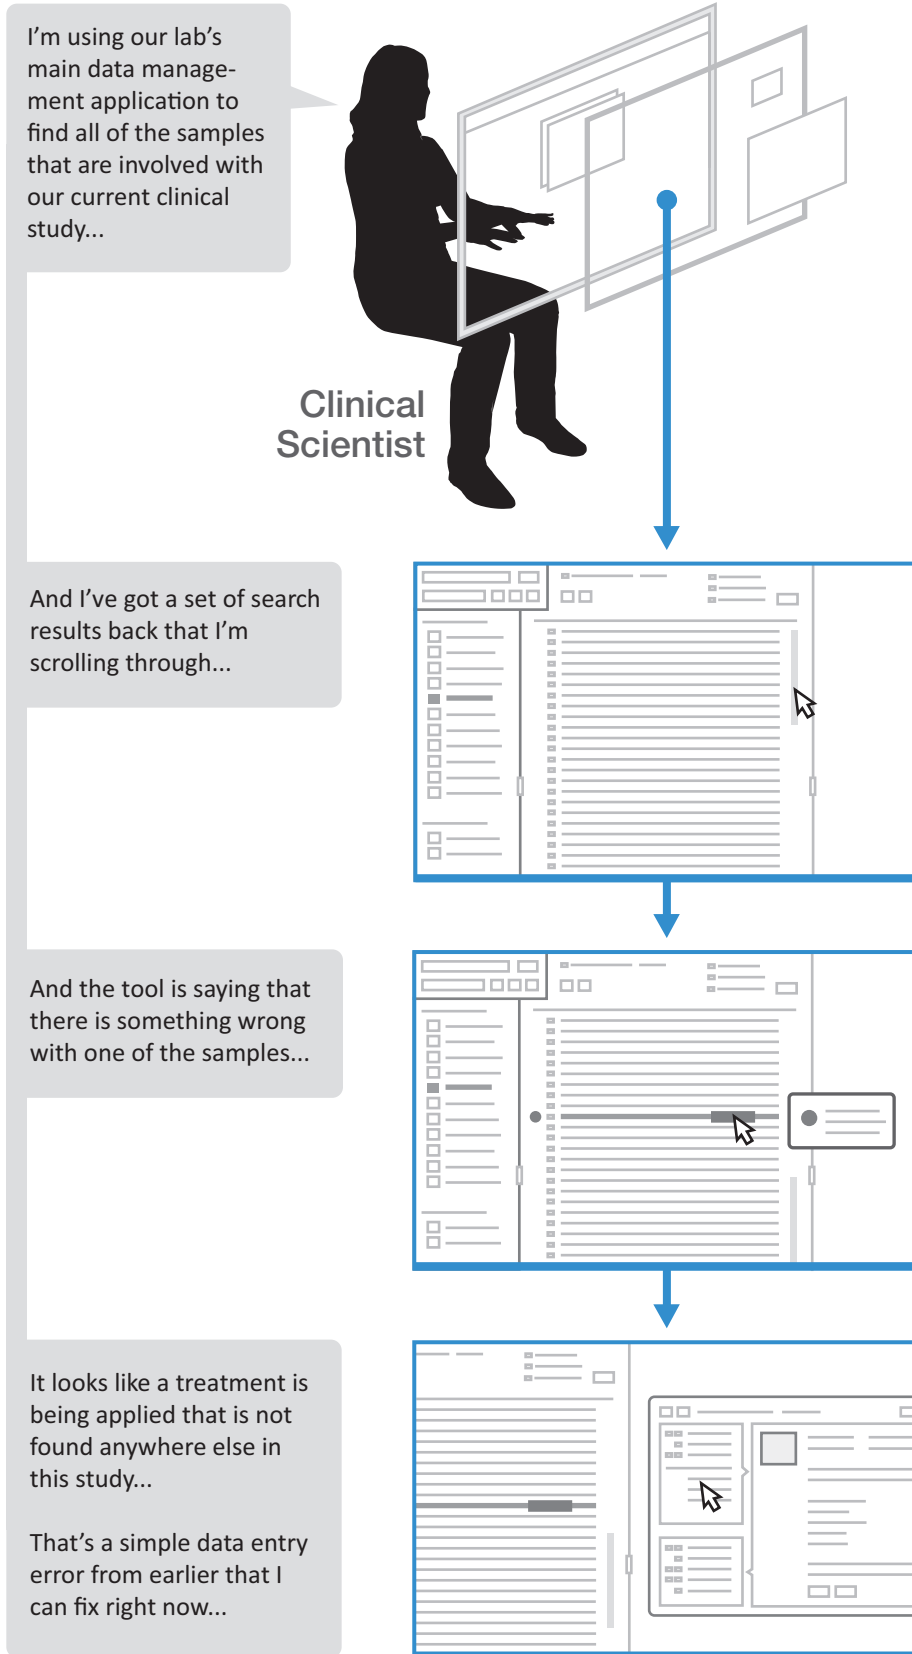 I’m using our lab’s
main data manage-
ment application to
find all of the samples
that are involved with
our current clinical
study...
Clinical
Scientist
And I’ve got a set of search
results back that I’m
scrolling through...
And the tool is saying that
there is something wrong
with one of the samples...
It looks like a treatment is
being applied that is not
found anywhere else in
this study...
That’s a simple data entry
error from earlier that I
can fix right now...